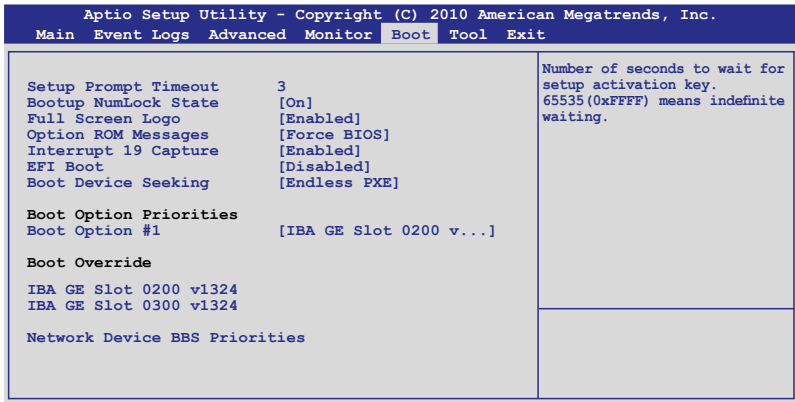 Aptio Setup Utility - Copyright (C) 2010 American Megatrends, Inc.
Main Event Logs Advanced Monitor Boot Tool Exit
Setup Prompt Timeout 3
Bootup NumLock State [On]
Full Screen Logo [Enabled]
Option ROM Messages [Force BIOS]
Interrupt 19 Capture [Enabled]
EFI Boot [Disabled]
Boot Device Seeking [Endless PXE]
Boot Option Priorities
Boot Option #1 [IBA GE Slot 0200 v...]
Boot Override
IBA GE Slot 0200 v1324
IBA GE Slot 0300 v1324
Network Device BBS Priorities
Number of seconds to wait for
setup activation key.
65535(0xFFFF) means indefinite
waiting.